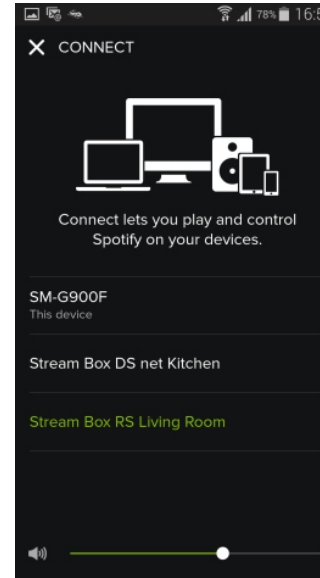 78% 16:5
CONNECT
Connect lets you play and control
Spotify on your devices.
SM-G900F
This device
Stream Box DS net Kitchen
Stream Box RS Living Room